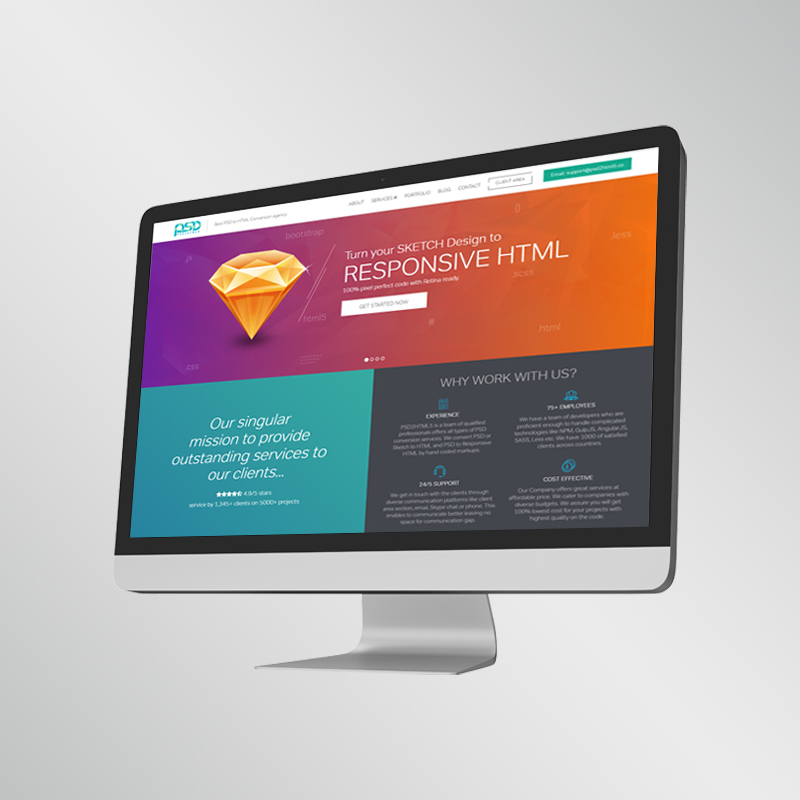 PSD
Best PSD to HTML Conversion Agency
ABOUT SERVICES PORTFOLIO BLOG CONTACT CLIENT AREA
.js
bootstrap
{}
.less
Turn your SKETCH Design to
RESPONSIVE HTML
100% pixel perfect code with Retina ready.
GET STARTED NOW
.scss
html5
#
.html
.css
Our singular
mission to provide
outstanding services to
our clients...
4.9/5 stars
service by 1,345+ clients on 5000+ projects
WHY WORK WITH US?
EXPERIENCE
PSD2HTML5 is a team of qualified
professionals offers all types of PSD
conversion services. We convert PSD or
Sketch to HTML and PSD to Responsive
HTML by hand coded markups.
75+ EMPLOYEES
We have a team of developers who are
proficient enough to handle complicated
technologies like NPM, GulpJS, AngularJS,
SASS, Less etc. We have 1000 of satisfied
clients across countries.
24/5 SUPPORT
We get in touch with the clients through
diverse communication platforms like client
area section, email, Skype chat or phone. This
enables to communicate better leaving no
space for communication gap.
COST EFFECTIVE
Our Company offers great services at
affordable price. We cater to companies with
diverse budgets. We assure you will get
100% lowest cost for your projects with
highest quality on the code.